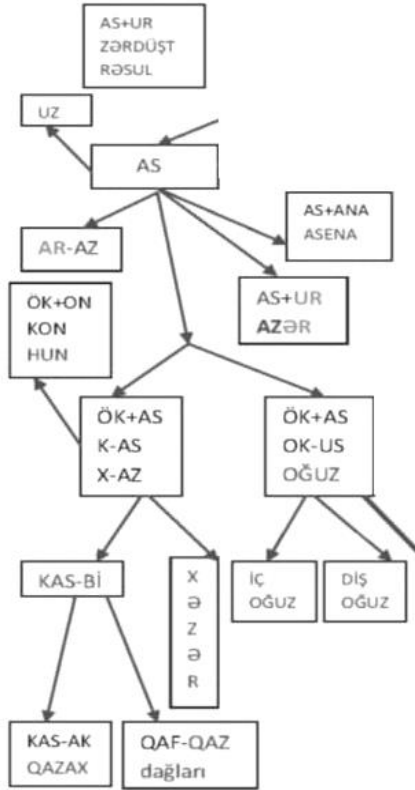 AS+UR
ZƏRDÜŞT
RƏSUL
UZ
AS
AS+ANA
ASENA
AR-AZ
AS+UR
AZƏR
ÖK+ON
KON
HUN
ÖK+AS
K-AS
X-AZ
ÖK+AS
OK-US
OĞUZ
KAS-Bİ
X
Ə
Z
Ə
R
İÇ
OĞUZ
DİŞ
OĞUZ
KAS-AK
QAZAX
QAF-QAZ
dağları